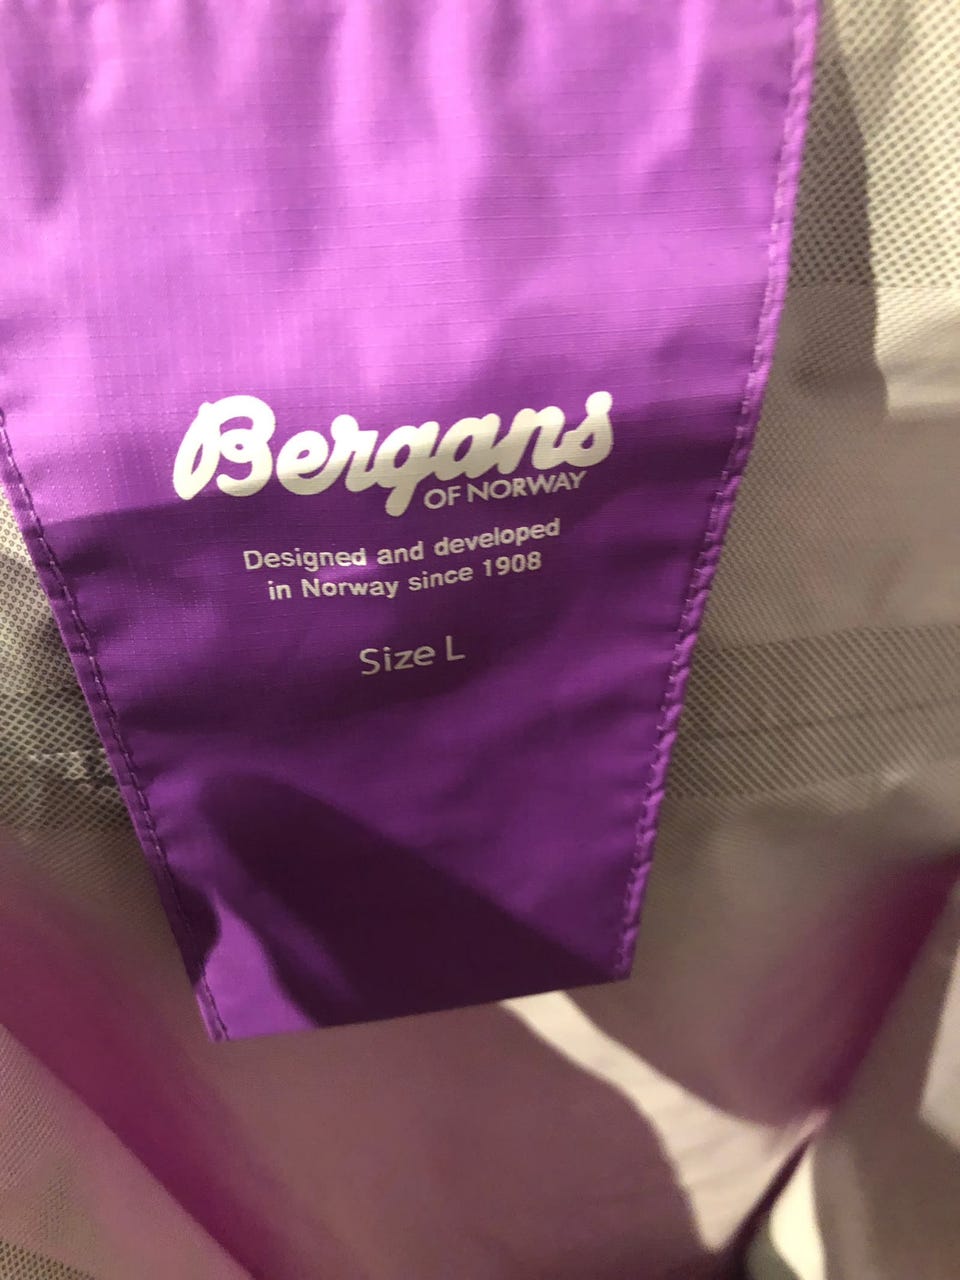 Bergans
OF NORWAY
Designed and developed
in Norway since 1908
Size L